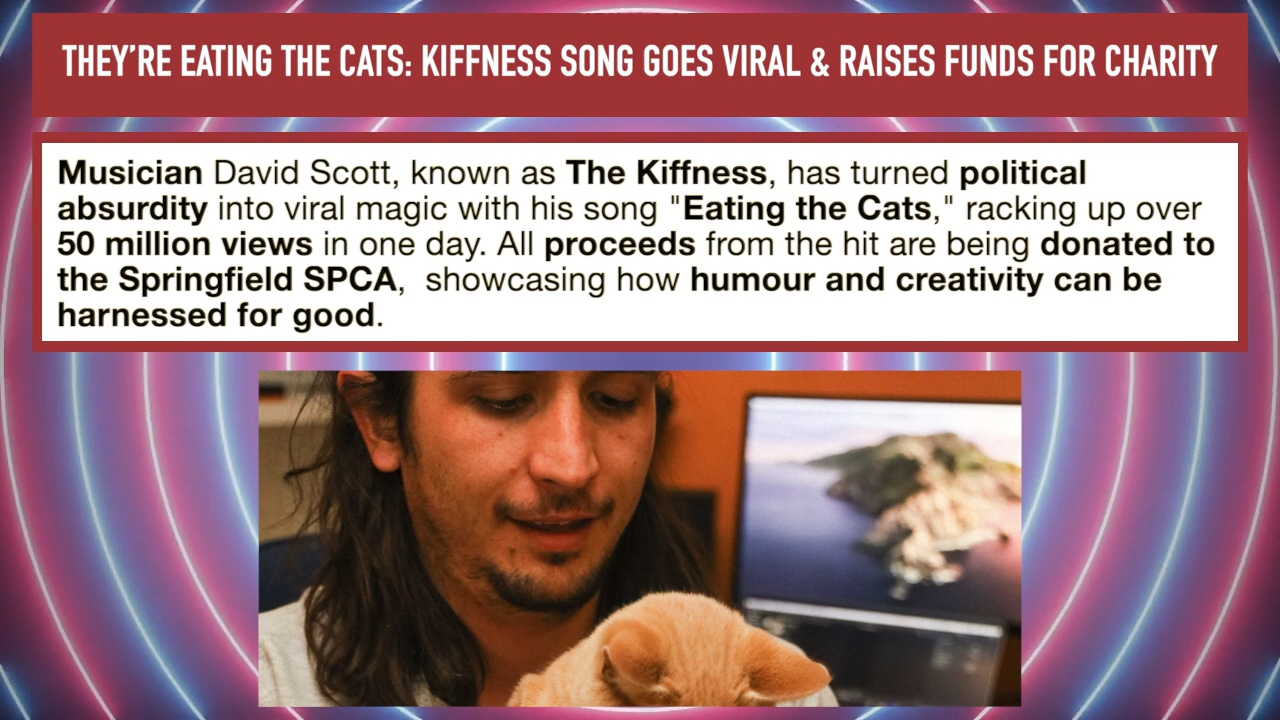 THEY'RE EATING THE CATS: KIFFNESS SONG GOES VIRAL & RAISES FUNDS FOR CHARITY
Musician David Scott, known as The Kiffness, has turned political
absurdity into viral magic with his song "Eating the Cats," racking up over
50 million views in one day. All proceeds from the hit are being donated to
the Springfield SPCA,  showcasing how humour and creativity can be
harnessed for good.